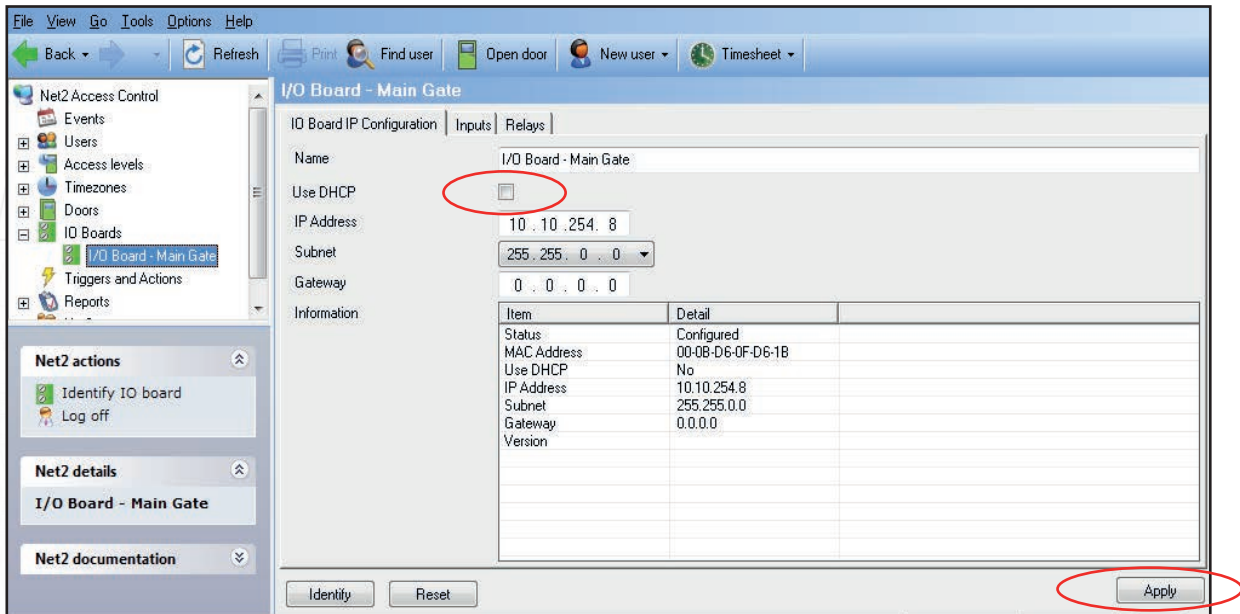 File View Go Tools Options Help
Back Refresh Print Find user Open door New user Timesheet
Net2 Access Control
Events
Users
Access levels
Timezones
Doors
IO Boards
I/O Board - Main Gate
Triggers and Actions
Reports
Net2 actions
Identify IO board
Log off
Net2 details
I/O Board - Main Gate
Net2 documentation
I/O Board - Main Gate
IO Board IP Configuration Inputs Relays
Name I/O Board - Main Gate
Use DHCP
IP Address 10 . 10 .254. 8
Subnet 255. 255. 0 . 0
Gateway 0 . 0 . 0 . 0
Information
Item Detail
Status Configured
MAC Address 00-0B-D6-0F-D6-1B
Use DHCP No
IP Address 10.10.254.8
Subnet 255.255.0.0
Gateway 0.0.0.0
Version
Identify Reset Apply